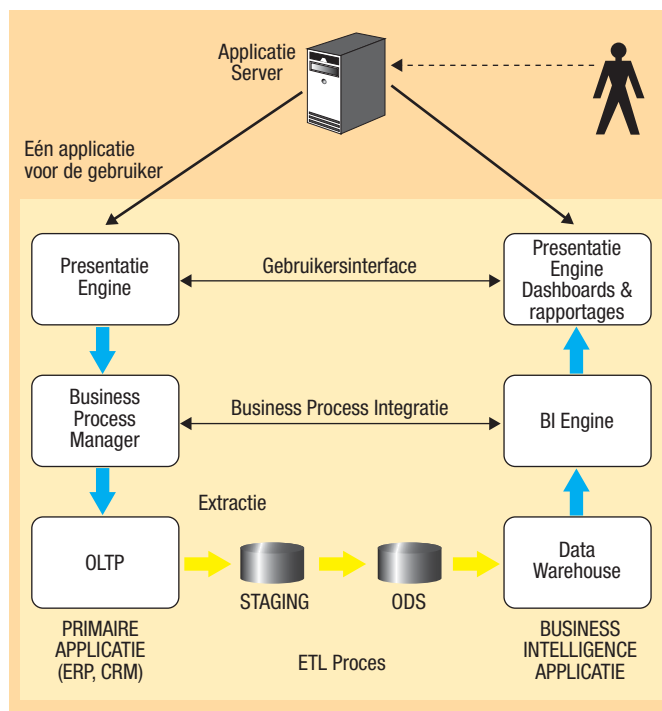 Applicatie
Server
Eén applicatie
voor de gebruiker
Presentatie
Engine
Gebruikersinterface
Presentatie
Engine
Dashboards &
rapportages
Business
Process
Manager
Business Process Integratie
BI Engine
Extractie
OLTP
STAGING
ODS
Data
Warehouse
PRIMAIRE
APPLICATIE
(ERP, CRM)
ETL Proces
BUSINESS
INTELLIGENCE
APPLICATIE